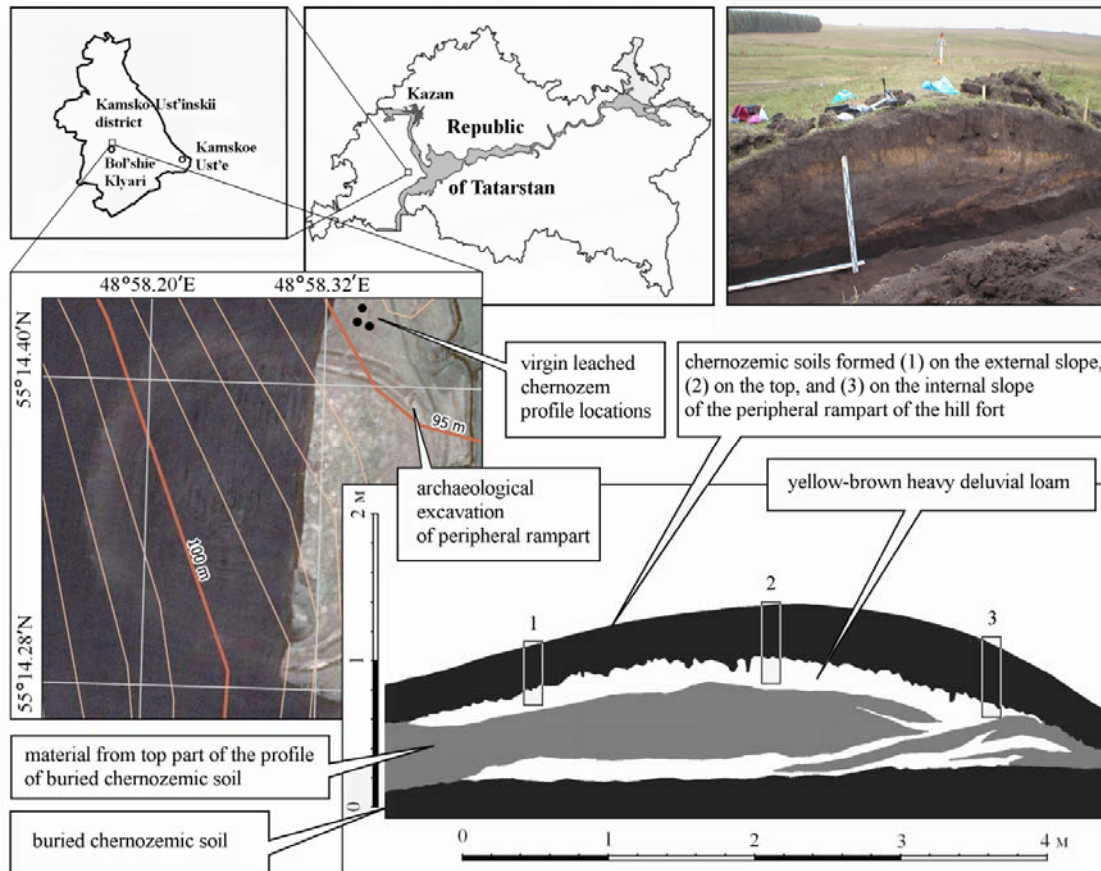 Kamsko-Ust'inskii
district
Bol'shie
Klyari
Kamskoe
Ust'e
Kazan
Republic
of Tatarstan
48°58.20′E
48°58.32′E
55°14.40′N
55°14.28′N
95 m
100 m
virgin leached
chernozem
profile locations
archaeological
excavation
of peripheral rampart
chernozemic soils formed (1) on the external slope,
(2) on the top, and (3) on the internal slope
of the peripheral rampart of the hill fort
yellow-brown heavy deluvial loam
material from top part of the profile
of buried chernozemic soil
buried chernozemic soil
2 м
1
0
1
2
3
0
1
2
3
4 м